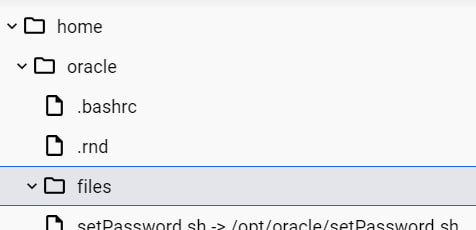 home
oracle
.bashrc
.rnd
files
setPassword.sh -> /opt/oracle/setPassword.sh